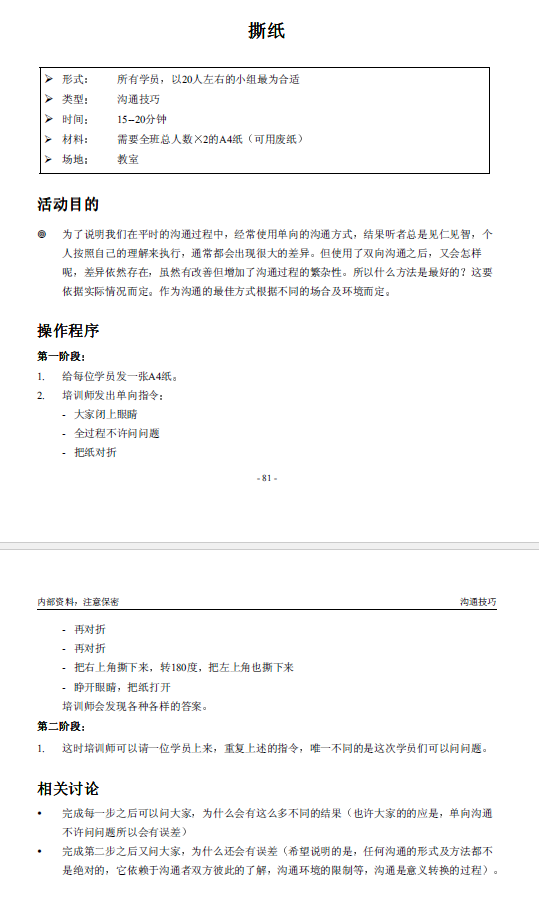 撕纸
➢ 形式： 所有学员，以20人左右的小组最为合适
➢ 类型： 沟通技巧
➢ 时间： 15--20分钟
➢ 材料： 需要全班总人数×2的A4纸（可用废纸）
➢ 场地： 教室
活动目的
为了说明我们在平时的沟通过程中，经常使用单向的沟通方式，结果听者总是见仁见智，个
人按照自己的理解来执行，通常都会出现很大的差异。但使用了双向沟通之后，又会怎样
呢，差异依然存在，虽然有改善但增加了沟通过程的繁杂性。所以什么方法是最好的？这要
依据实际情况而定。作为沟通的最佳方式根据不同的场合及环境而定。
操作程序
第一阶段：
1. 给每位学员发一张A4纸。
2. 培训师发出单向指令：
- 大家闭上眼睛
- 全过程不许问问题
- 把纸对折
- 81 -
内部资料，注意保密 沟通技巧
- 再对折
- 再对折
- 把右上角撕下来，转180度，把左上角也撕下来
- 睁开眼睛，把纸打开
培训师会发现各种各样的答案。
第二阶段：
1. 这时培训师可以请一位学员上来，重复上述的指令，唯一不同的是这次学员们可以问问题。
相关讨论
• 完成每一步之后可以问大家，为什么会有这么多不同的结果（也许大家的的应是，单向沟通
不许问问题所以会有误差）
• 完成第二步之后又问大家，为什么还会有误差（希望说明的是，任何沟通的形式及方法都不
是绝对的，它依赖于沟通者双方彼此的了解，沟通环境的限制等，沟通是意义转换的过程）。